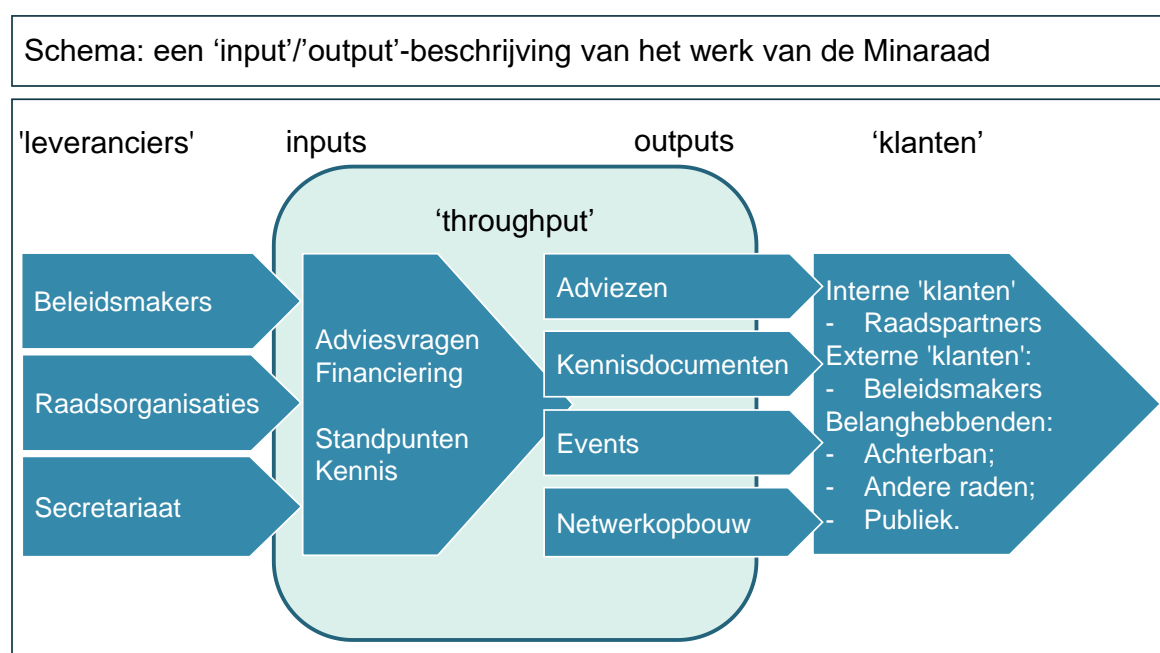 Schema: een ‘input’/’output’-beschrijving van het werk van de Minaraad
'leveranciers'
inputs
outputs
‘klanten’
‘throughput’
Beleidsmakers
Raadsorganisaties
Secretariaat
Adviesvragen
Financiering
Standpunten
Kennis
Adviezen
Kennisdocumenten
Events
Netwerkopbouw
Interne 'klanten'
- Raadspartners
Externe 'klanten':
- Beleidsmakers
Belanghebbenden:
- Achterban;
- Andere raden;
- Publiek.